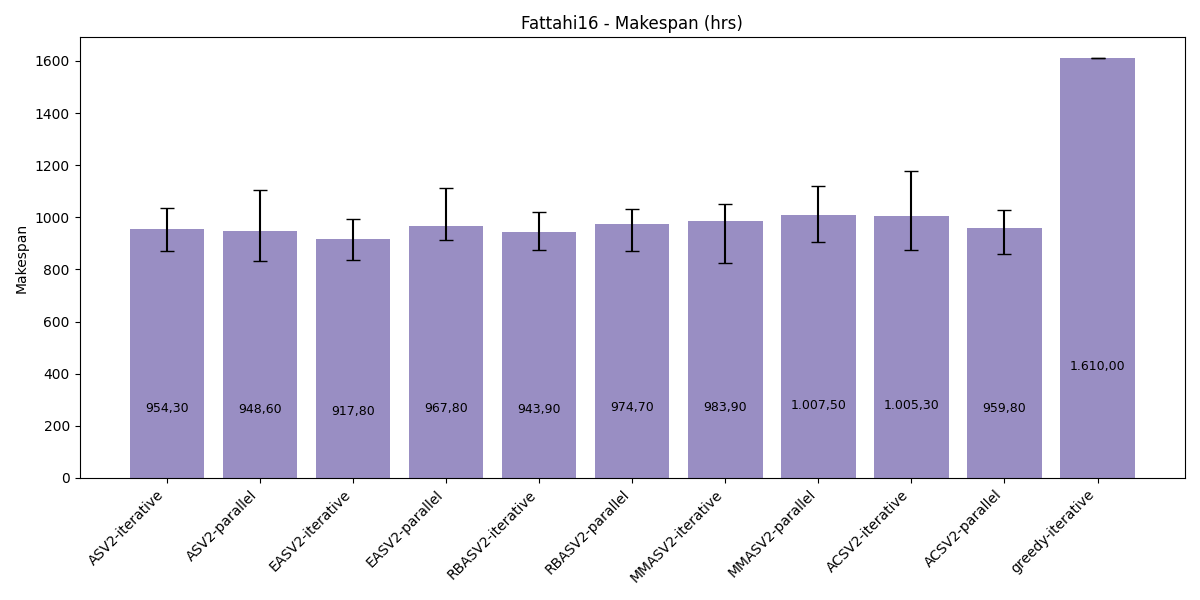 Fattahi16 - Makespan (hrs)
Makespan
1600
1400
1200
1000
800
600
400
200
0
954,30
948,60
917,80
967,80
943,90
974,70
983,90
1.007,50
1.005,30
959,80
1.610,00
ASV2-iterative
ASV2-parallel
EASV2-iterative
EASV2-parallel
RBASV2-iterative
RBASV2-parallel
MMASV2-iterative
MMASV2-parallel
ACSV2-iterative
ACSV2-parallel
greedy-iterative